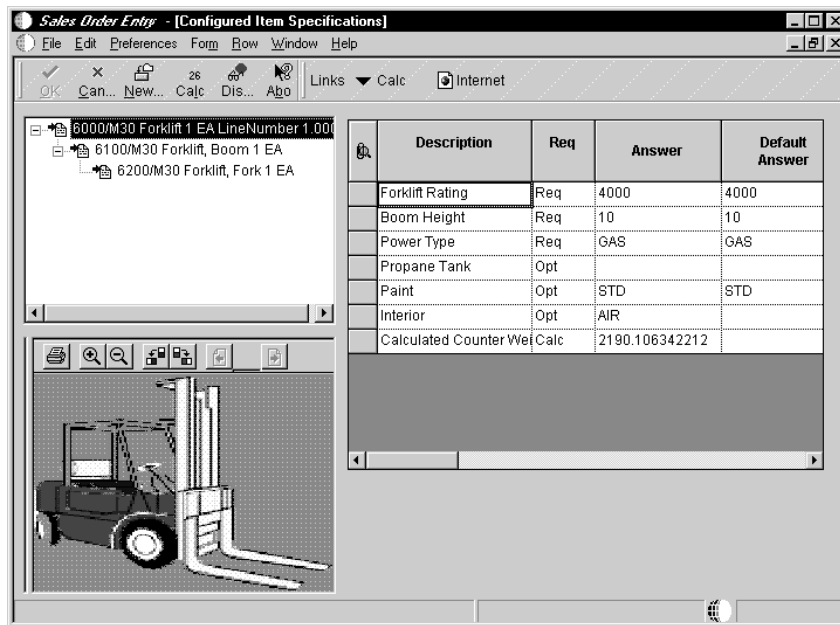 Sales Order Entry - [Configured Item Specifications]
File Edit Preferences Form Row Window Help
OK Can... New... Calc Dis... Abo Links Calc Internet
26
6000/M30 Forklift 1 EA LineNumber 1.000
6100/M30 Forklift, Boom 1 EA
6200/M30 Forklift, Fork 1 EA
Description Req Answer Default Answer
Forklift Rating Req 4000 4000
Boom Height Req 10 10
Power Type Req GAS GAS
Propane Tank Opt
Paint Opt STD STD
Interior Opt AIR
Calculated Counter Wei Calc 2190.106342212